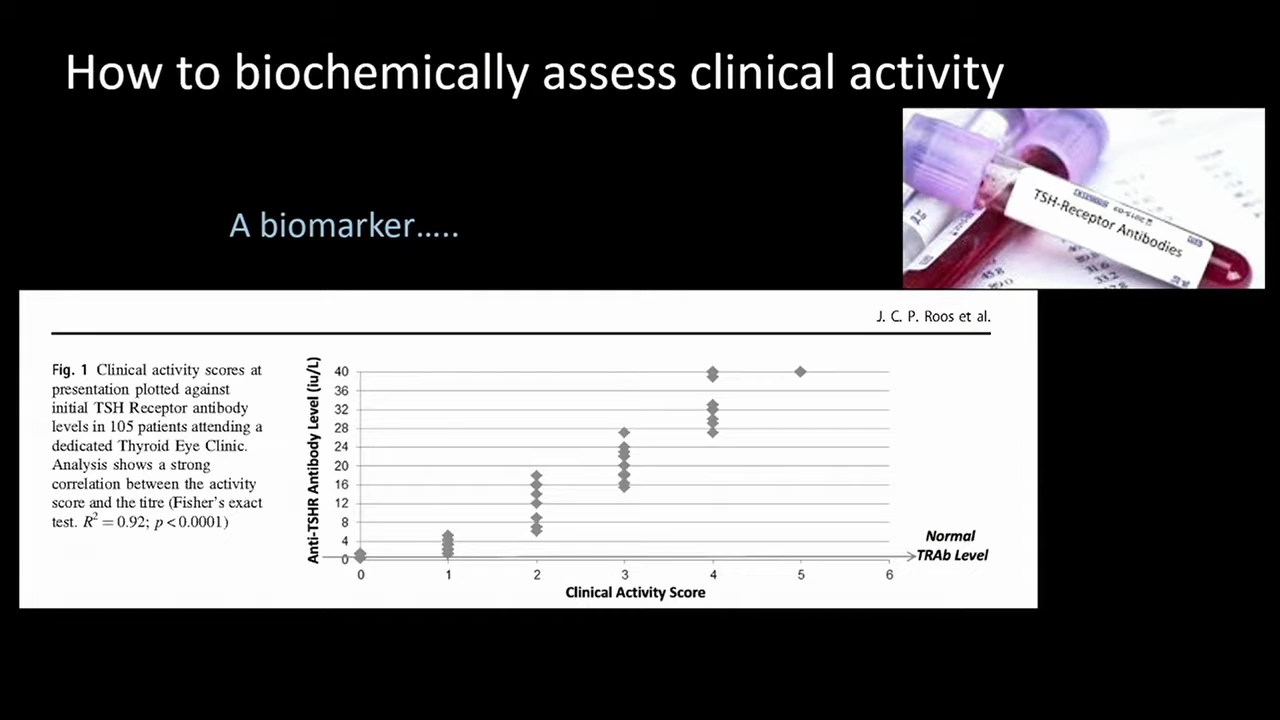 How to biochemically assess clinical activity
TSH-Receptor Antibodies
A biomarker.....
J. C. P. Roos et al.
Fig. 1 Clinical activity scores at
presentation plotted against
initial TSH Receptor antibody
levels in 105 patients attending a
dedicated Thyroid Eye Clinic.
Analysis shows a strong
correlation between the activity
score and the titre (Fisher's exact
test. R² = 0.92; p < 0.0001)
Anti-TSHR Antibody Level (iu/L)
40
36
32
28
24
20
16
12
8
4
0
0 1 2 3 4 5 6
Clinical Activity Score
Normal
TRAb Level